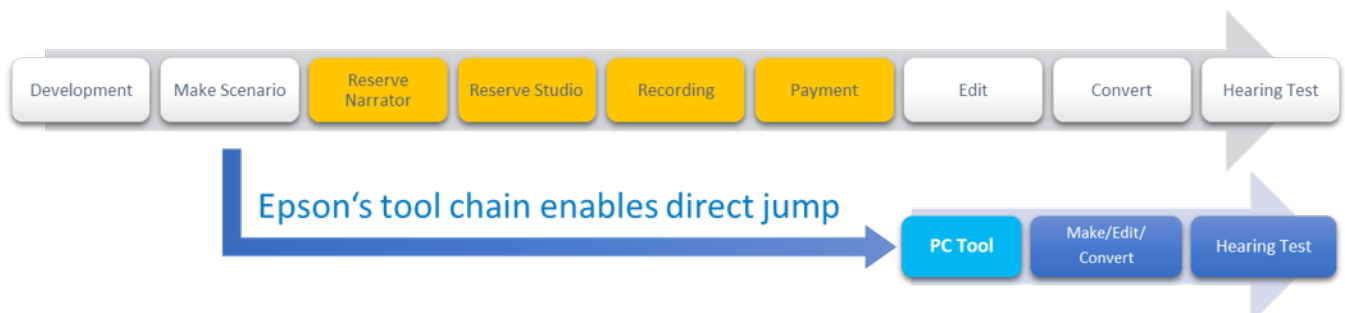 Development
Make Scenario
Reserve
Narrator
Reserve Studio
Recording
Payment
Edit
Convert
Hearing Test
Epson‘s tool chain enables direct jump
PC Tool
Make/Edit/
Convert
Hearing Test